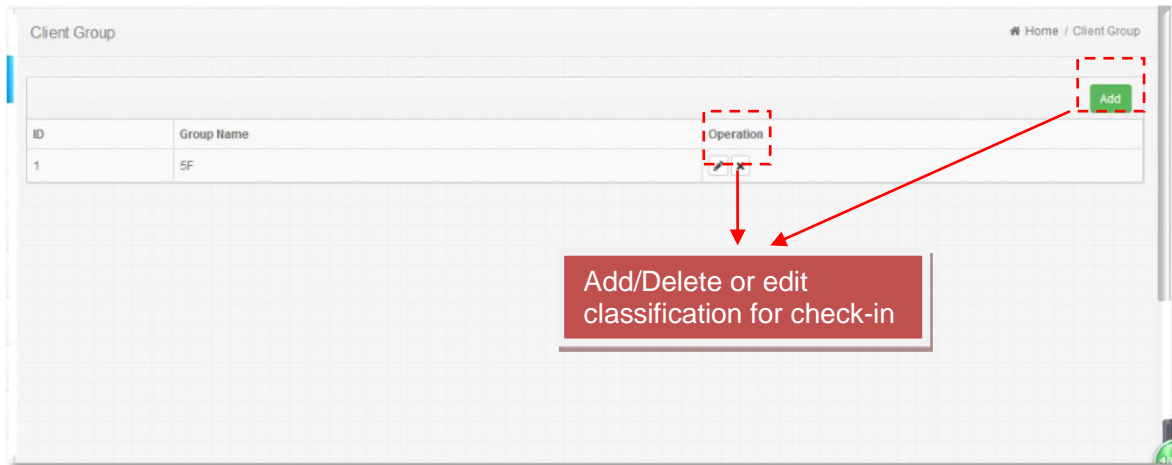 Client Group
Home / Client Group
Add
ID Group Name Operation
1 5F
Add/Delete or edit
classification for check-in